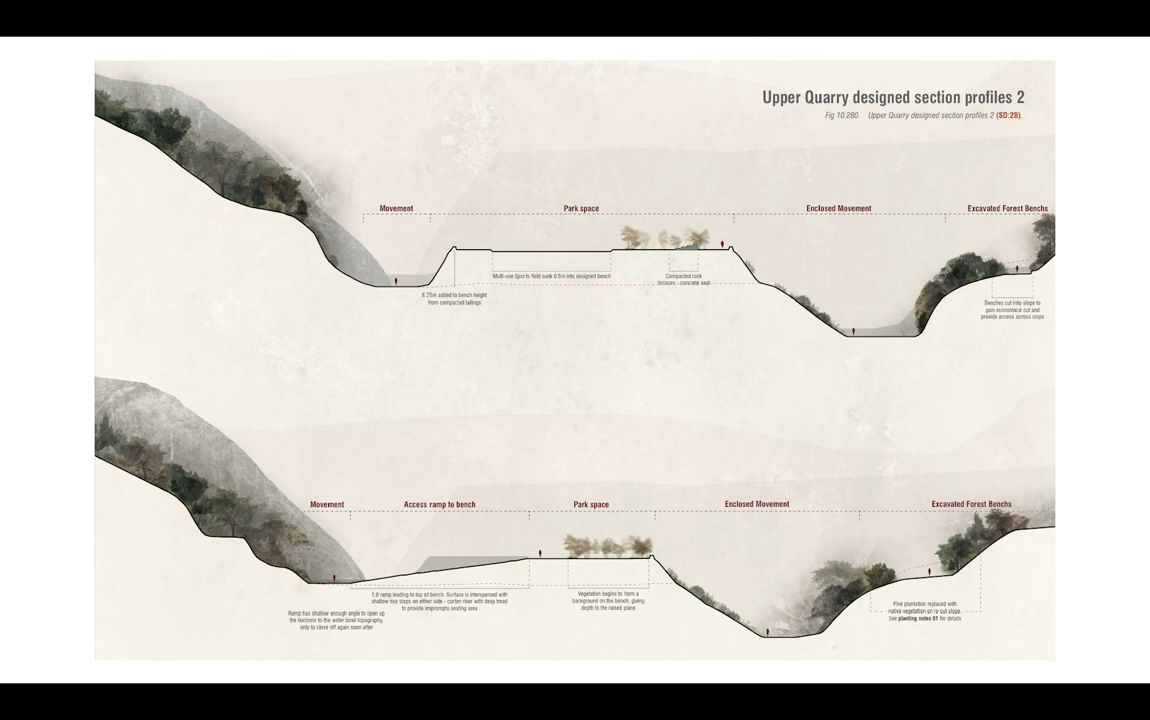 Upper Quarry designed section profiles 2
Fig 10.280. Upper Quarry designed section profiles 2 (SD:28).
Movement
Park space
Enclosed Movement
Excavated Forest Benchs
Multi-use Sports field sunk 0.5m into designed bench
Compacted rock
terraces - concrete seat
8.75m added to bench height
from compacted tailings
Benches cut into slope to
gain economical cut and
provide access across slope
Movement
Access ramp to bench
Park space
Enclosed Movement
Excavated Forest Benchs
1:8 ramp leading to top of bench. Surface is interspersed with
shallow rise steps on either side - corten riser with deep tread
to provide impromptu seating area
Vegetation begins to form a
background on the bench, giving
depth to the raised plane
Ramp has shallow enough angle to open up
the horizons to the wider bowl topography,
only to close off again soon after
Pine plantation replaced with
native vegetation on re-cut slope.
See planting notes 01 for details